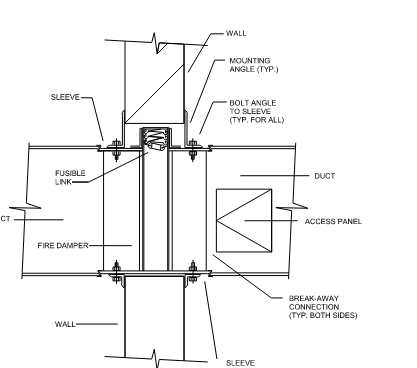 WALL
MOUNTING
ANGLE (TYP.)
SLEEVE
BOLT ANGLE
TO SLEEVE
(TYP. FOR ALL)
FUSIBLE
LINK
DUCT
CT
ACCESS PANEL
FIRE DAMPER
BREAK-AWAY
CONNECTION
(TYP. BOTH SIDES)
WALL
SLEEVE